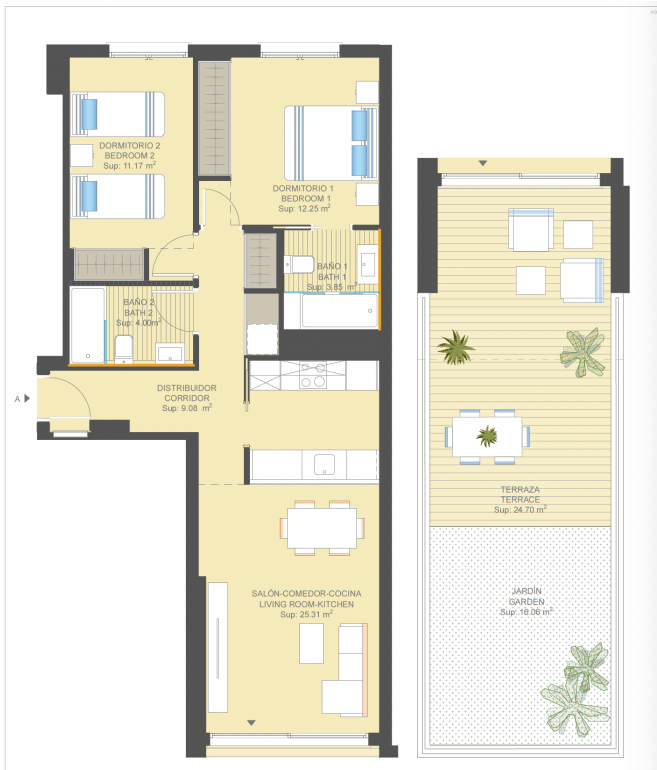 DORMITORIO 2
BEDROOM 2
Sup: 11.17 m²
DORMITORIO 1
BEDROOM 1
Sup: 12.25 m²
BAÑO 1
BATH 1
Sup: 3.85 m²
BAÑO 2
BATH 2
Sup: 4.00m²
DISTRIBUIDOR
CORRIDOR
Sup: 9.08 m²
A
SALÓN-COMEDOR-COCINA
LIVING ROOM-KITCHEN
Sup: 25.31 m²
TERRAZA
TERRACE
Sup: 24.70 m²
JARDÍN
GARDEN
Sup: 16.06 m²